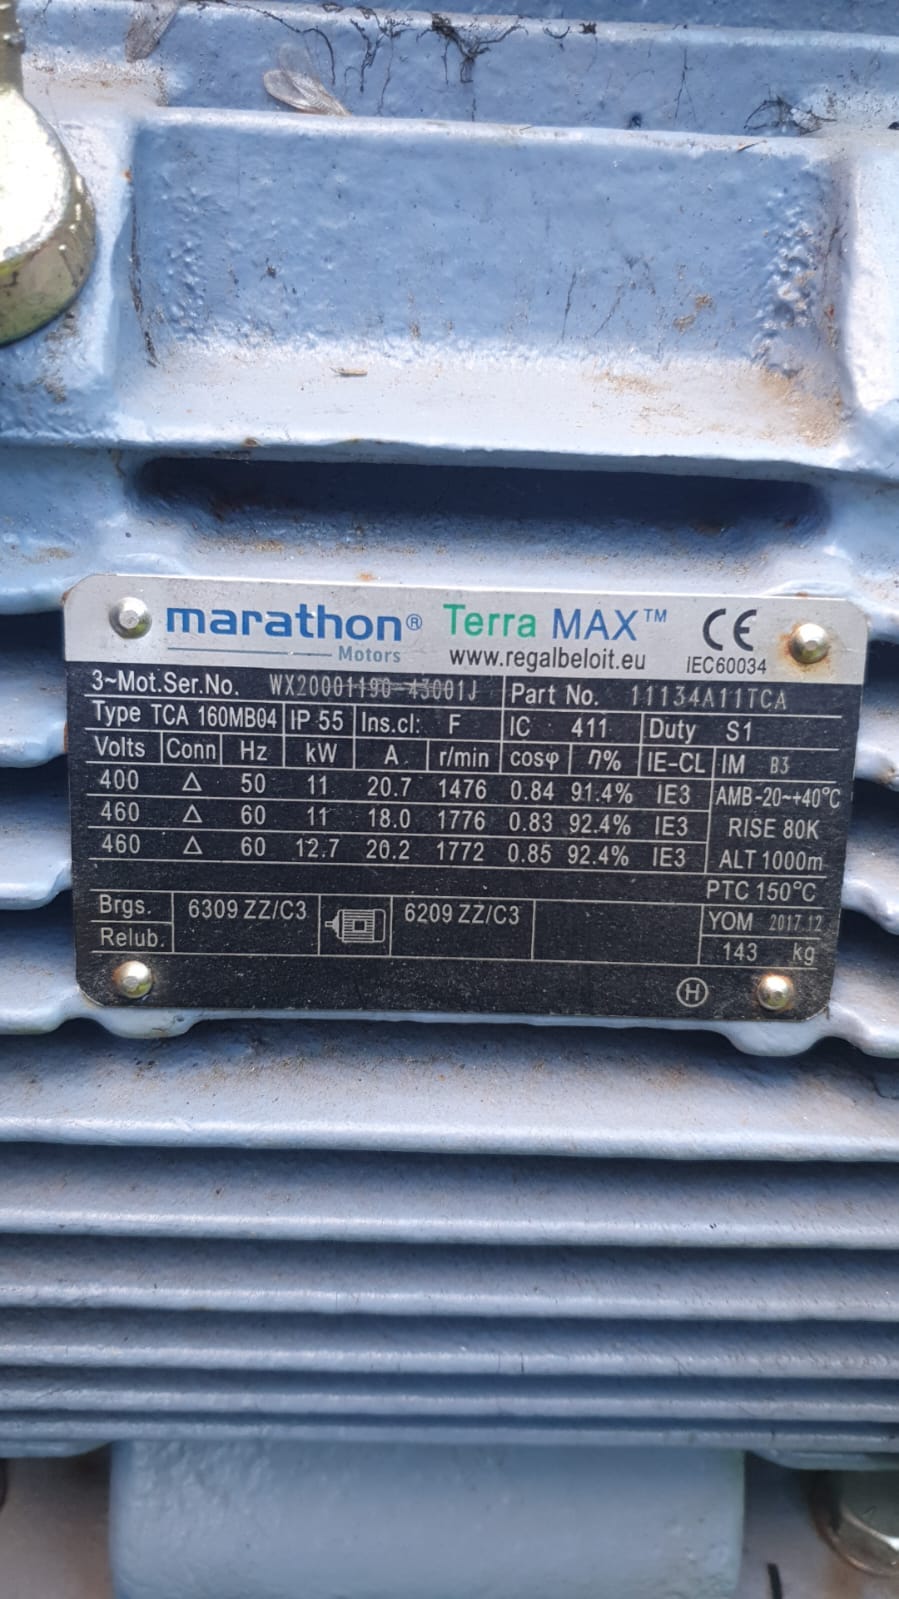 marathon® Terra MAX™ CE
Motors www.regalbeloit.eu IEC60034
3~Mot.Ser.No. WX20001190-43001J Part No. 11134A11TCA
Type TCA 160MB04 IP 55 Ins.cl: F IC 411 Duty S1
Volts Conn Hz kW A r/min cosφ η% IE-CL IM B3
400 Δ 50 11 20.7 1476 0.84 91.4% IE3 AMB-20~+40°C
460 Δ 60 11 18.0 1776 0.83 92.4% IE3 RISE 80K
460 Δ 60 12.7 20.2 1772 0.85 92.4% IE3 ALT 1000m
PTC 150°C
Brgs. 6309 ZZ/C3 6209 ZZ/C3 YOM 2017.12
Relub. 143 kg
H